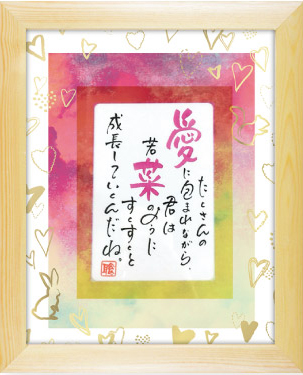 たくさんの
愛に包まれながら、
君は
若菜のように
すくすくと
成長していくんだね。